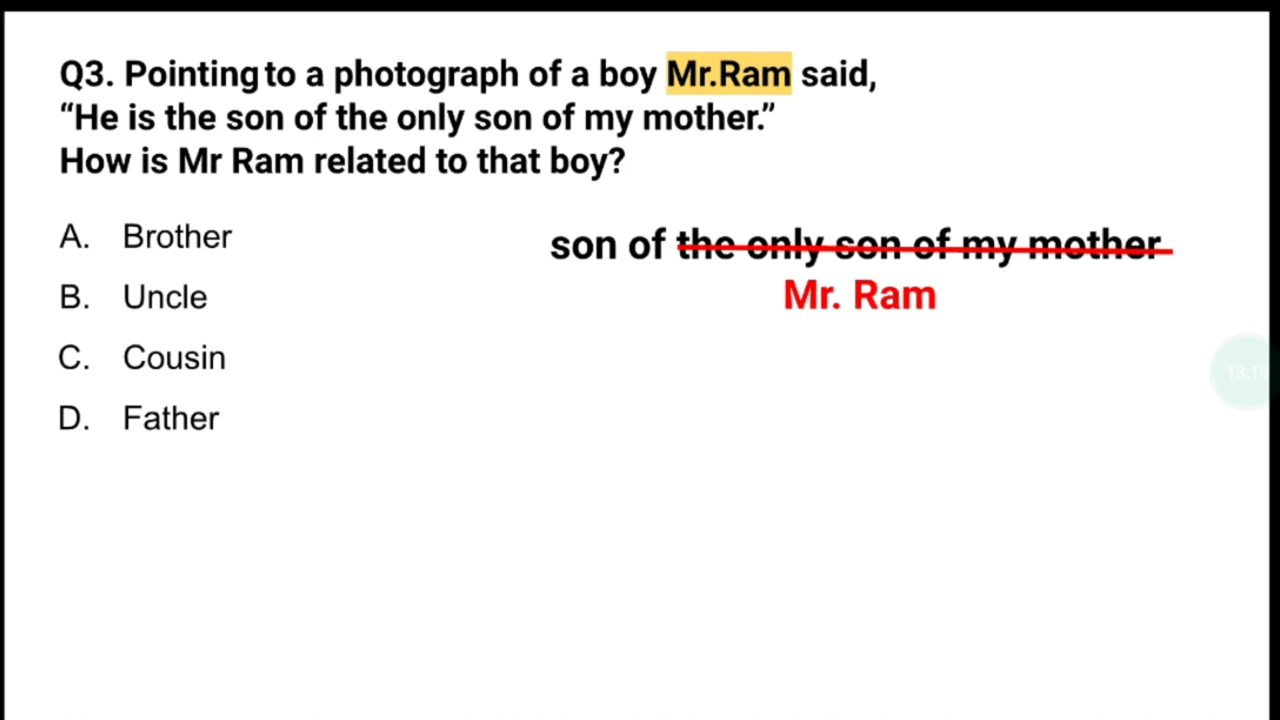 Q3. Pointing to a photograph of a boy Mr.Ram said,
“He is the son of the only son of my mother.”
How is Mr Ram related to that boy?
A. Brother
B. Uncle
C. Cousin
D. Father
son of the only son of my mother
Mr. Ram
13:19